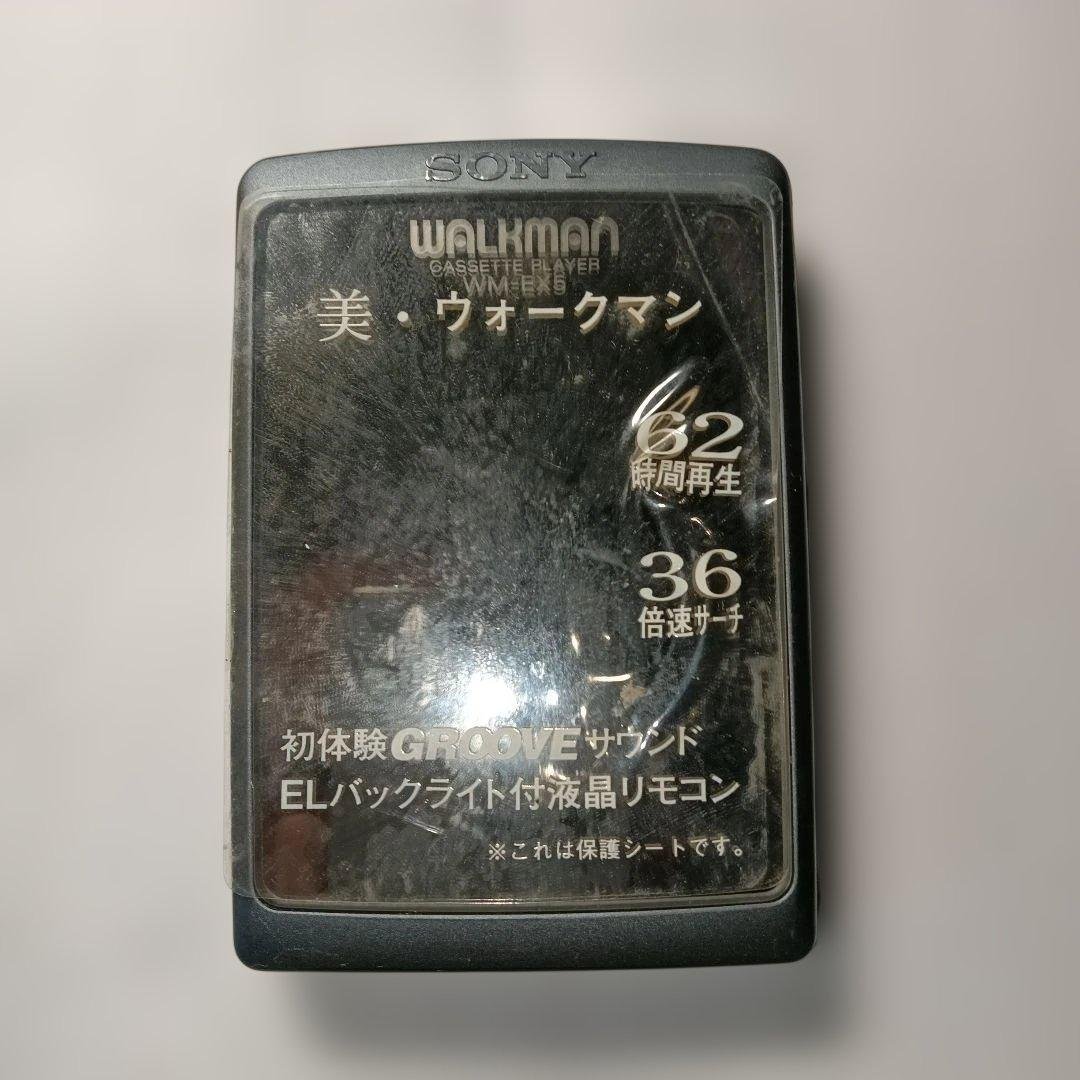 SONY
WALKMAN
CASSETTE PLAYER
WM-EX5
美・ウォークマン
62
時間再生
36
倍速サーチ
初体験GROOVEサウンド
ELバックライト付液晶リモコン
※これは保護シートです。